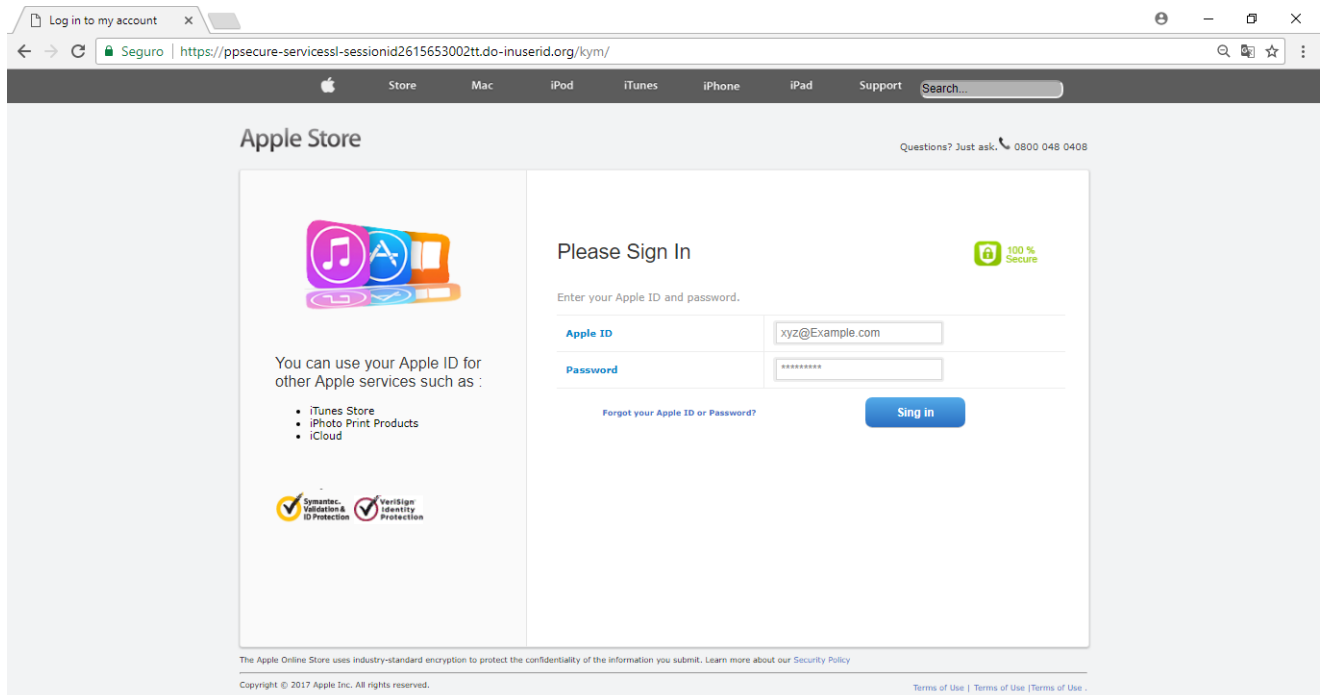 Log in to my account
Seguro | https://ppsecure-servicessl-sessionid2615653002tt.do-inuserid.org/kym/
Store Mac iPod iTunes iPhone iPad Support Search...
Apple Store
Questions? Just ask. 0800 048 0408
You can use your Apple ID for
other Apple services such as :
iTunes Store
iPhoto Print Products
iCloud
Symantec.
Validation &
ID Protection
VeriSign
Identity
Protection
Please Sign In
100 %
Secure
Enter your Apple ID and password.
Apple ID xyz@Example.com
Password *********
Forgot your Apple ID or Password? Sing in
The Apple Online Store uses industry-standard encryption to protect the confidentiality of the information you submit. Learn more about our Security Policy
Copyright © 2017 Apple Inc. All rights reserved.
Terms of Use | Terms of Use |Terms of Use .